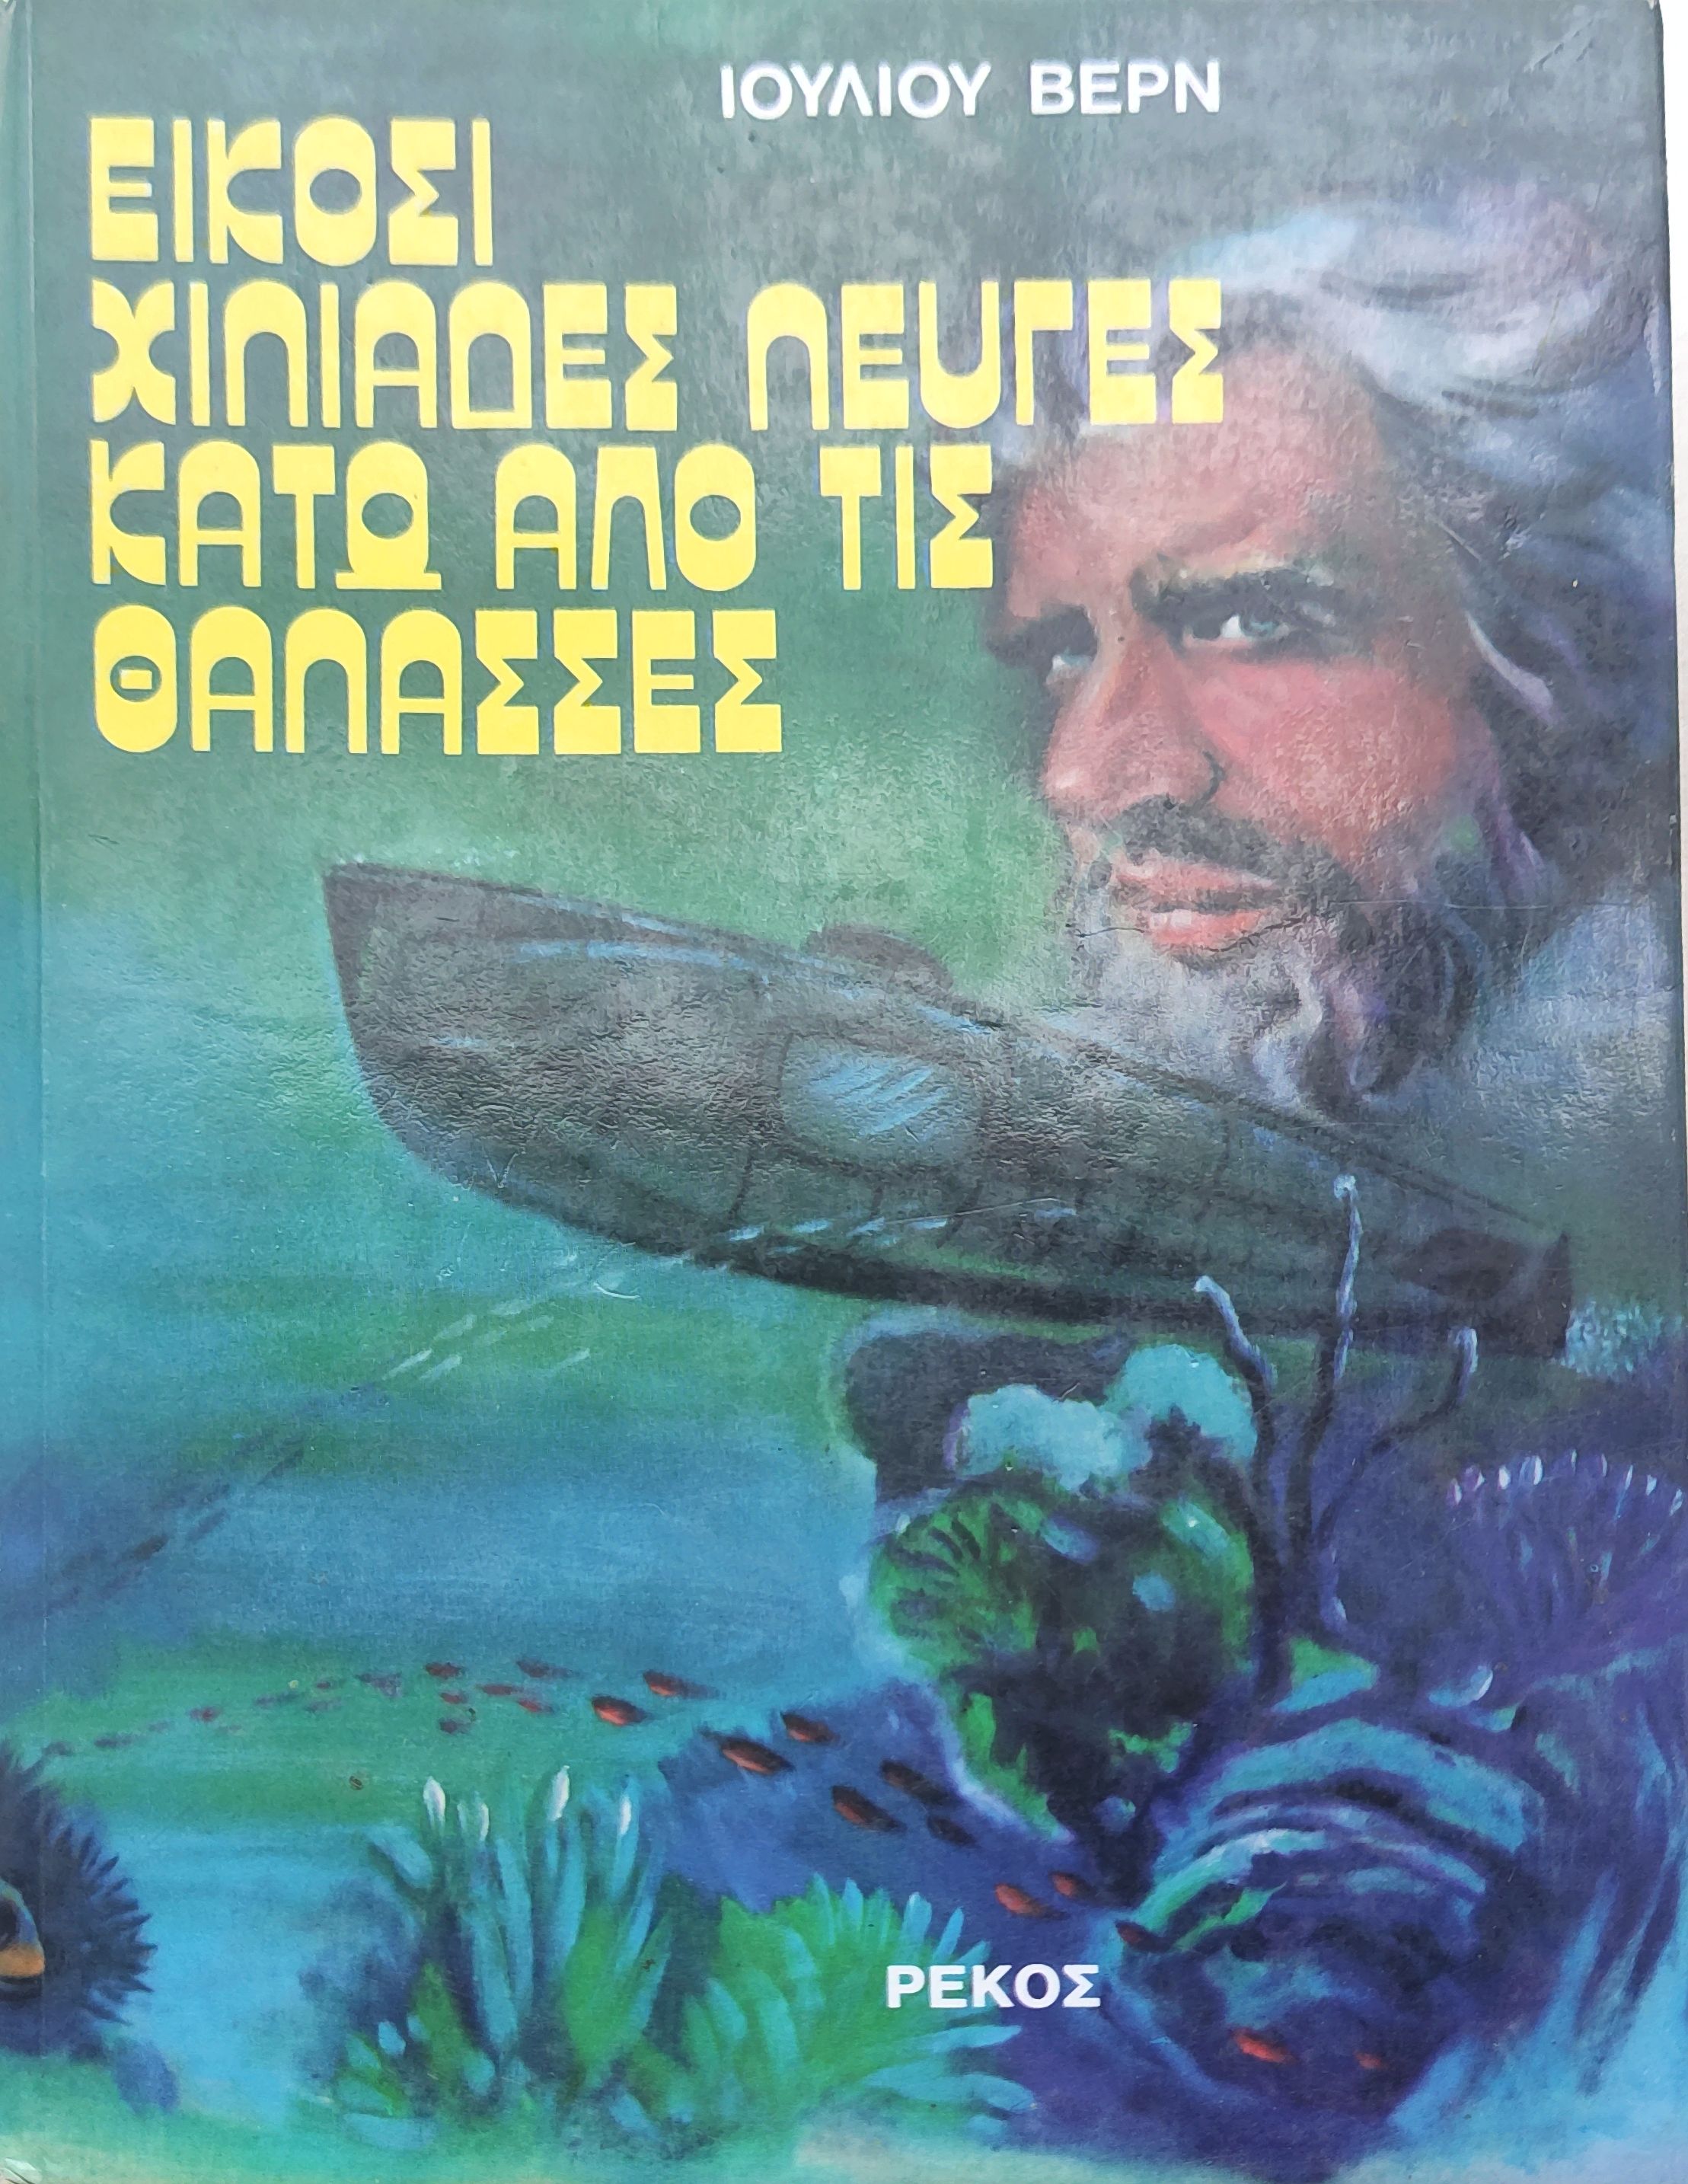 ΙΟΥΛΙΟΥ ΒΕΡΝ
ΕΙΚΟΣΙ
ΧΙΛΙΑΔΕΣ ΛΕΥΓΕΣ
ΚΑΤΩ ΑΠΟ ΤΙΣ
ΘΑΛΑΣΣΕΣ
ΡΕΚΟΣ